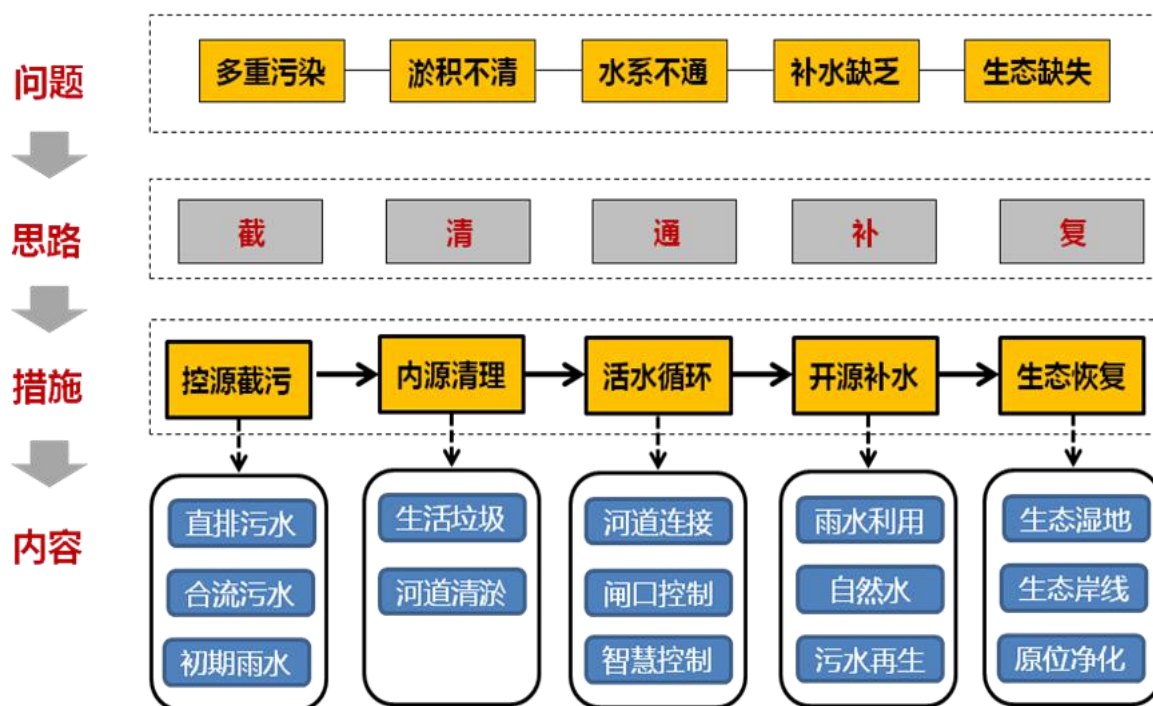 问题
多重污染
淤积不清
水系不通
补水缺乏
生态缺失
思路
截
清
通
补
复
措施
控源截污
内源清理
活水循环
开源补水
生态恢复
内容
直排污水
合流污水
初期雨水
生活垃圾
河道清淤
河道连接
闸口控制
智慧控制
雨水利用
自然水
污水再生
生态湿地
生态岸线
原位净化